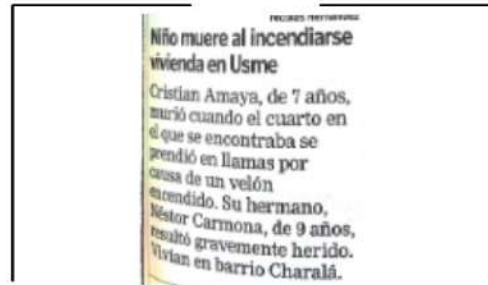 Nicolás Hernández
Niño muere al incendiarse
vivienda en Usme
Cristian Amaya, de 7 años,
murió cuando el cuarto en
el que se encontraba se
prendió en llamas por
causa de un velón
encendido. Su hermano,
Néstor Carmona, de 9 años,
resultó gravemente herido.
Vivían en barrio Charalá.